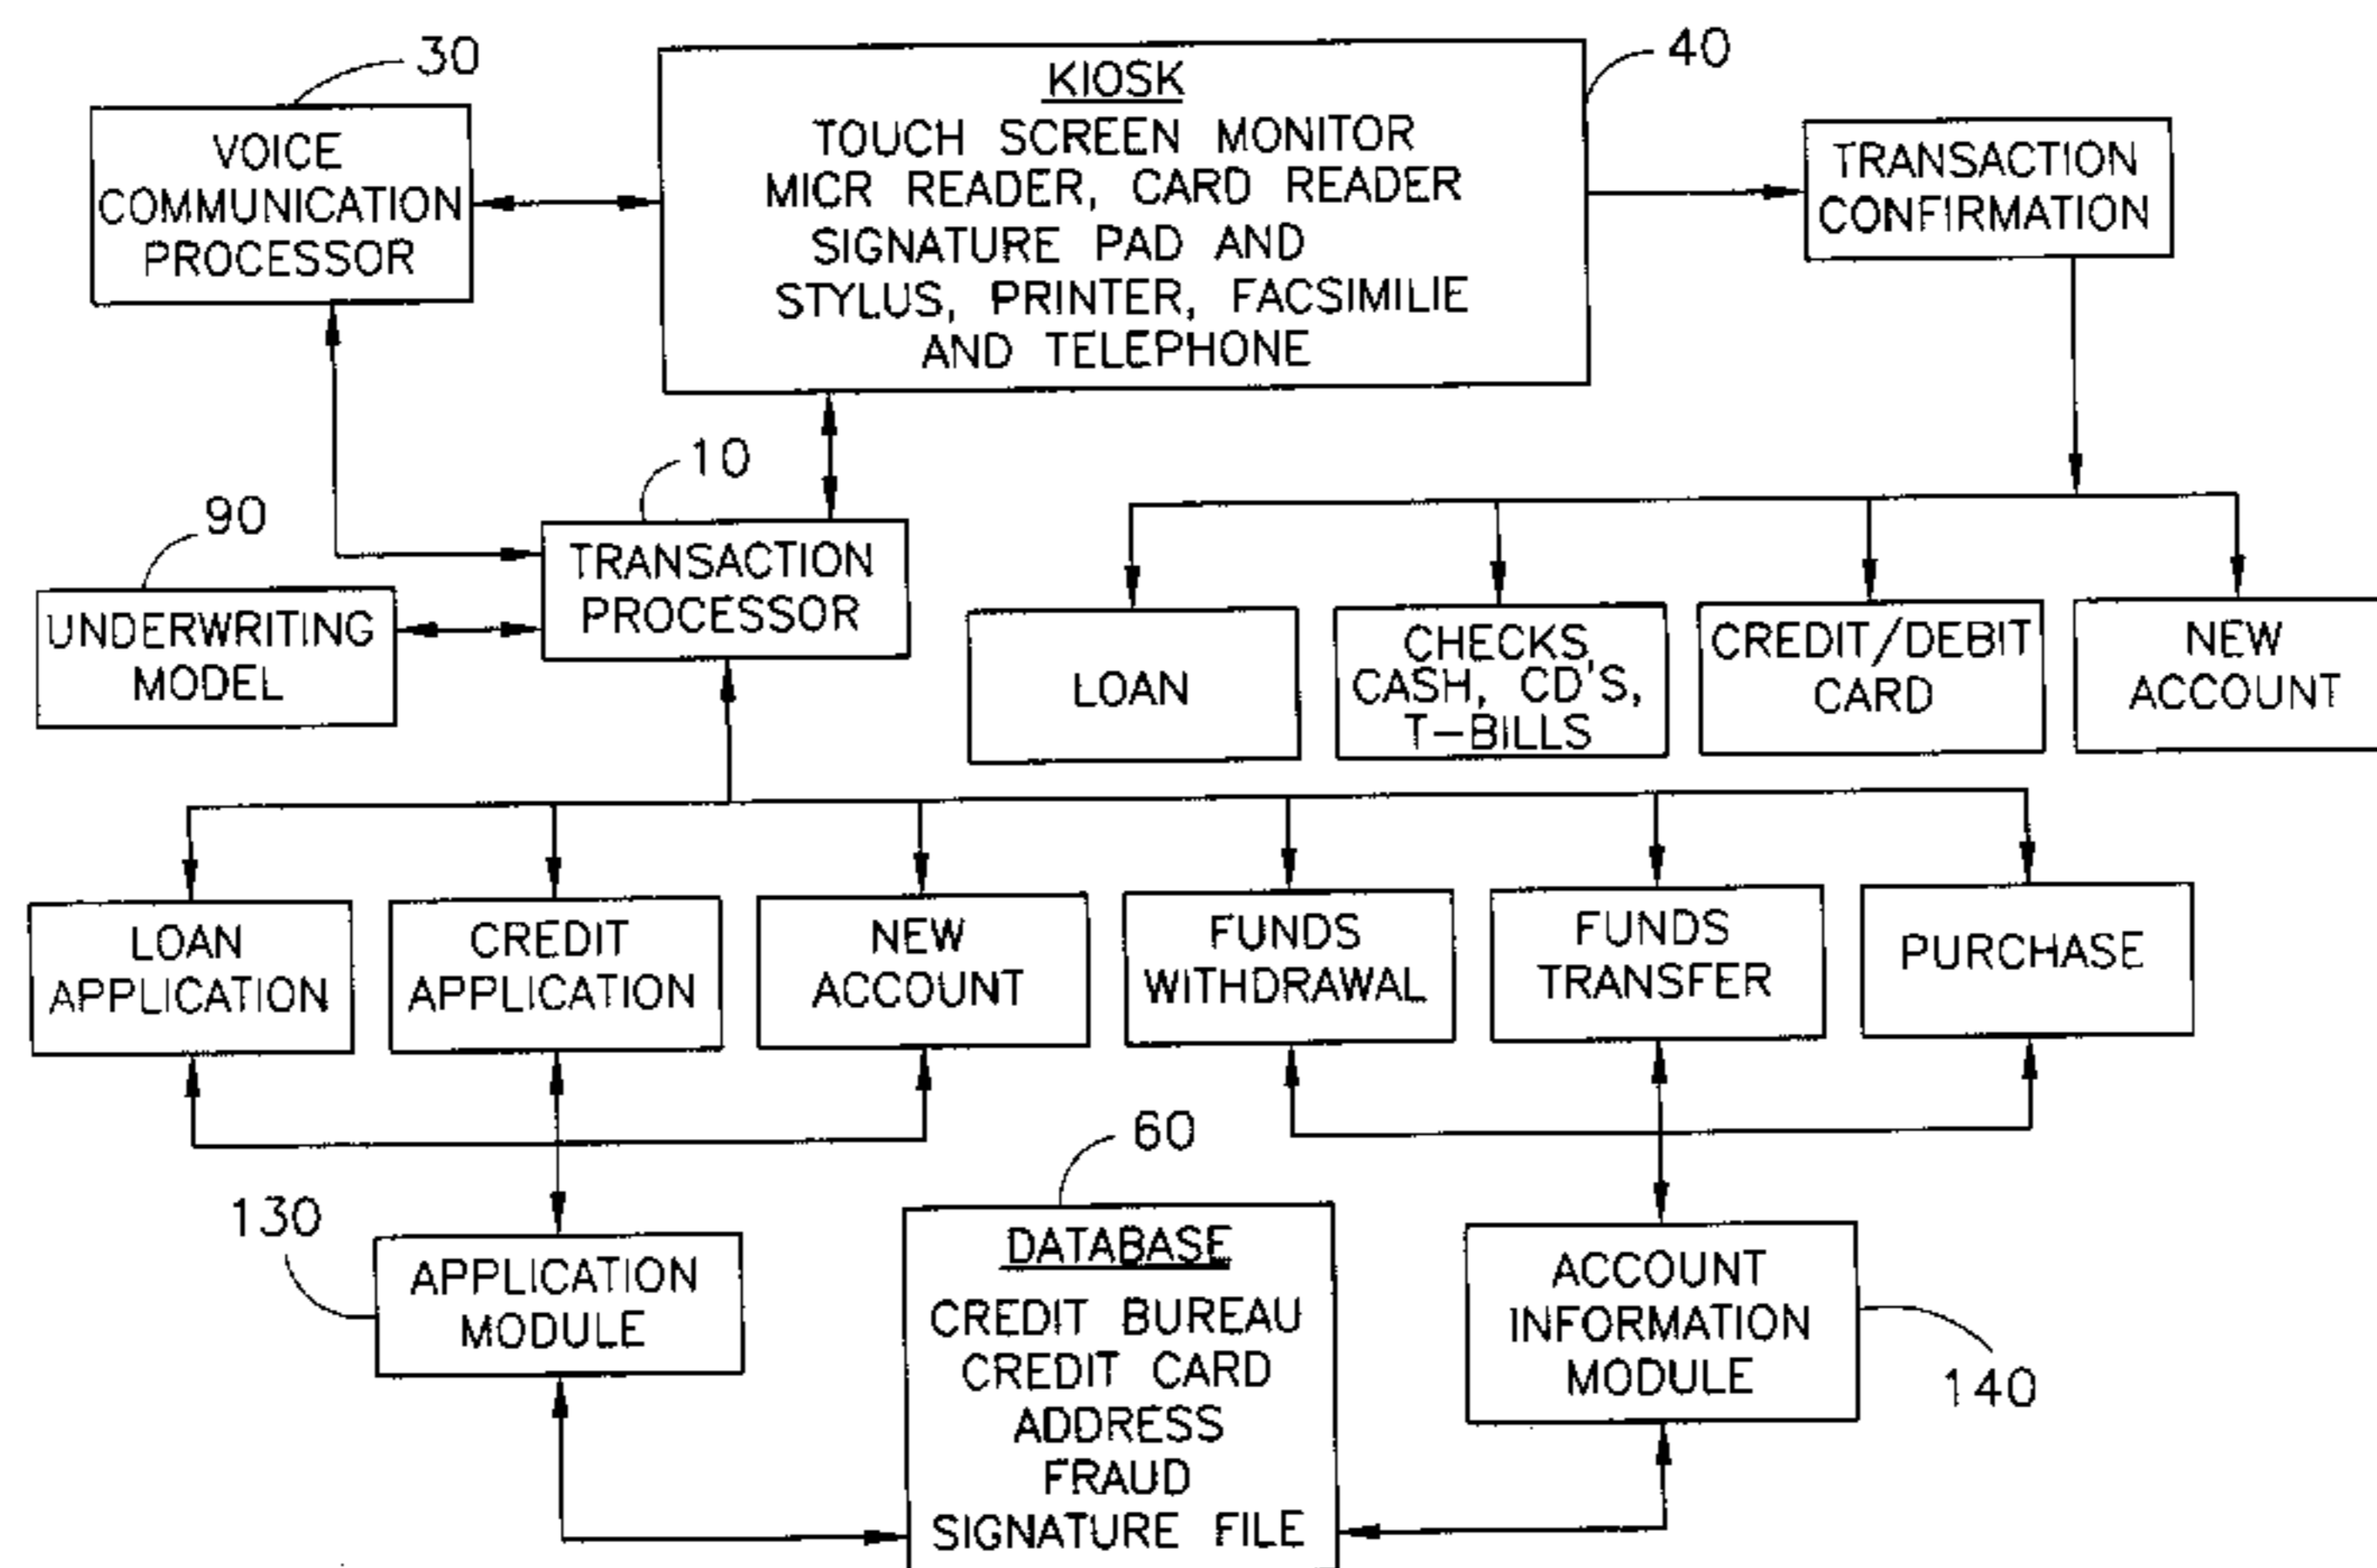 30
VOICE
COMMUNICATION
PROCESSOR
KIOSK
TOUCH SCREEN MONITOR
MICR READER, CARD READER
SIGNATURE PAD AND
STYLUS, PRINTER, FACSIMILIE
AND TELEPHONE
40
TRANSACTION
CONFIRMATION
10
TRANSACTION
PROCESSOR
90
UNDERWRITING
MODEL
LOAN
CHECKS,
CASH, CD'S,
T-BILLS
CREDIT/DEBIT
CARD
NEW
ACCOUNT
LOAN
APPLICATION
CREDIT
APPLICATION
NEW
ACCOUNT
FUNDS
WITHDRAWAL
FUNDS
TRANSFER
PURCHASE
130
APPLICATION
MODULE
60
DATABASE
CREDIT BUREAU
CREDIT CARD
ADDRESS
FRAUD
SIGNATURE FILE
ACCOUNT
INFORMATION
MODULE
140